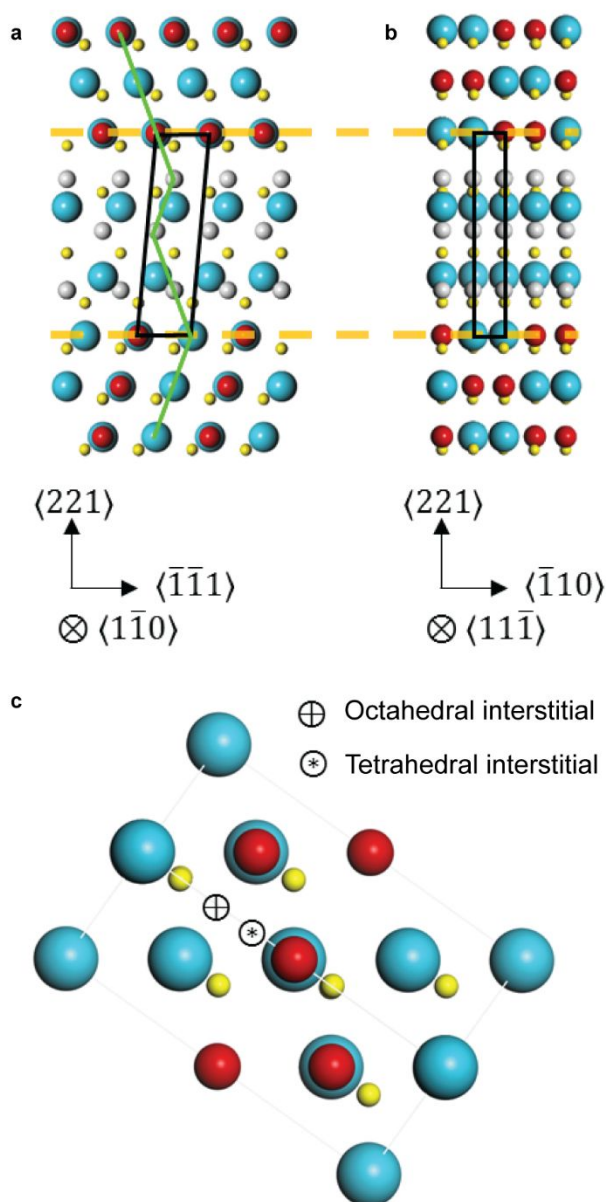 a
b
⟨221⟩
⟨1̄1̄1⟩
⟨11̄0⟩
⟨221⟩
⟨1̄10⟩
⟨111̄⟩
c
Octahedral interstitial
Tetrahedral interstitial